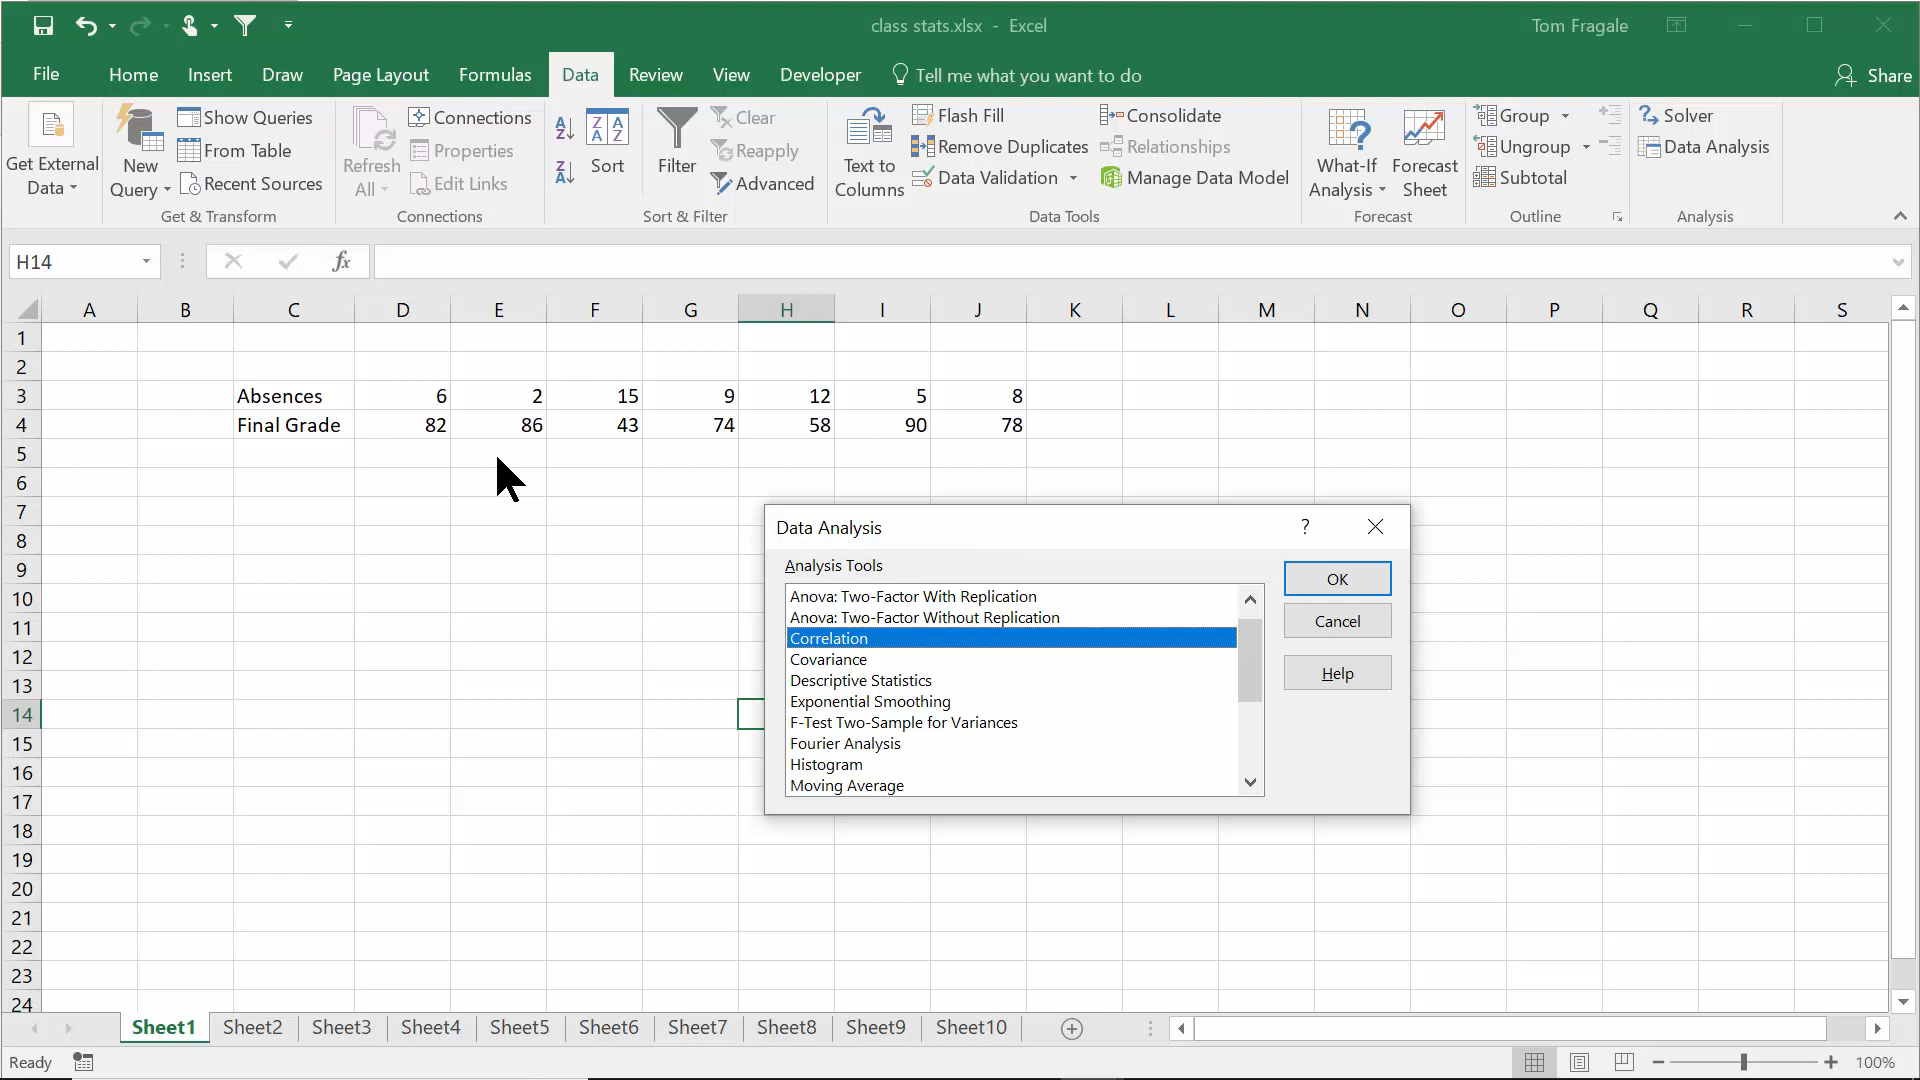 class stats.xlsx - Excel
Tom Fragale
File Home Insert Draw Page Layout Formulas Data Review View Developer Tell me what you want to do Share
Get External Data
New Query
Show Queries
From Table
Recent Sources
Get & Transform
Refresh All
Connections
Properties
Edit Links
Connections
Sort
Filter
Clear
Reapply
Advanced
Sort & Filter
Text to Columns
Flash Fill
Remove Duplicates
Data Validation
Consolidate
Relationships
Manage Data Model
Data Tools
What-If Analysis
Forecast Sheet
Forecast
Group
Ungroup
Subtotal
Outline
Solver
Data Analysis
Analysis
H14
fx
A B C D E F G H I J K L M N O P Q R S
1
2
3 Absences 6 2 15 9 12 5 8
4 Final Grade 82 86 43 74 58 90 78
5
6
7
8
9
10
11
12
13
14
15
16
17
18
19
20
21
22
23
24
Data Analysis ?
Analysis Tools
Anova: Two-Factor With Replication
Anova: Two-Factor Without Replication
Correlation
Covariance
Descriptive Statistics
Exponential Smoothing
F-Test Two-Sample for Variances
Fourier Analysis
Histogram
Moving Average
OK
Cancel
Help
Sheet1 Sheet2 Sheet3 Sheet4 Sheet5 Sheet6 Sheet7 Sheet8 Sheet9 Sheet10
Ready
100%